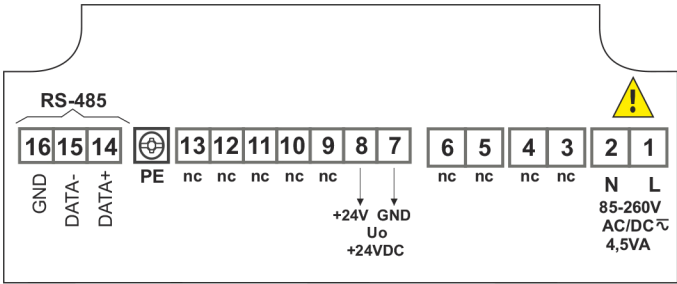 RS-485
16 15 14 13 12 11 10 9 8 7 6 5 4 3 2 1
GND DATA- DATA+ PE nc nc nc nc nc nc nc nc nc N L
+24V GND
Uo
+24VDC
85-260V
AC/DC
4,5VA
!